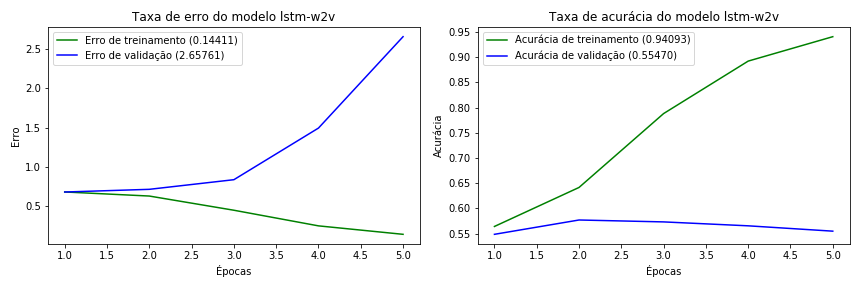 Taxa de erro do modelo lstm-w2v
Erro de treinamento (0.14411)
Erro de validação (2.65761)
2.5
2.0
1.5
1.0
0.5
Erro
1.0 1.5 2.0 2.5 3.0 3.5 4.0 4.5 5.0
Épocas
Taxa de acurácia do modelo lstm-w2v
Acurácia de treinamento (0.94093)
Acurácia de validação (0.55470)
0.95
0.90
0.85
0.80
0.75
0.70
0.65
0.60
0.55
Acurácia
1.0 1.5 2.0 2.5 3.0 3.5 4.0 4.5 5.0
Épocas